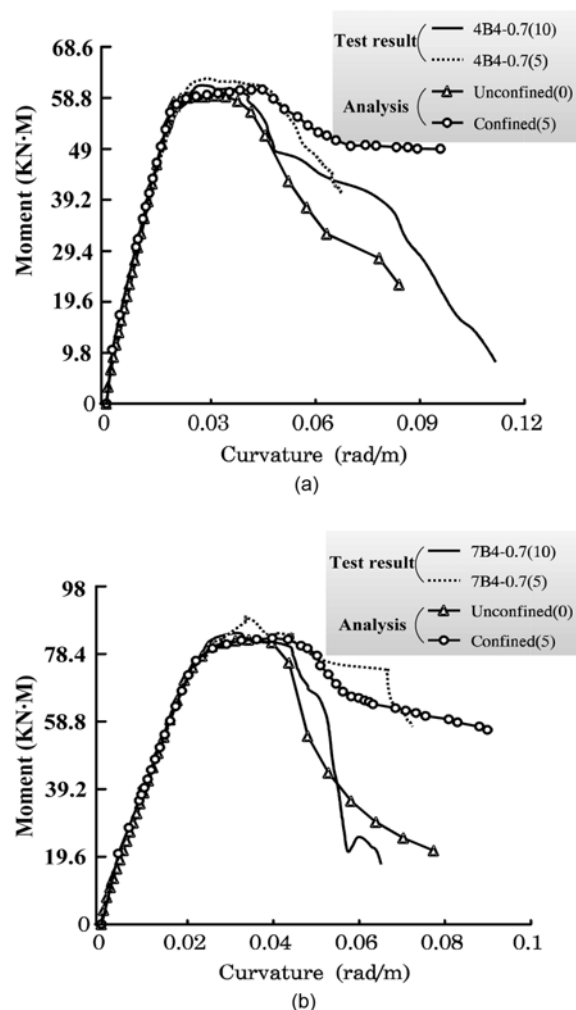 68.6
58.8
49
39.2
29.4
19.6
9.8
0
Moment (KN·M)
Test result
4B4-0.7(10)
4B4-0.7(5)
Analysis
Unconfined(0)
Confined(5)
0 0.03 0.06 0.09 0.12
Curvature (rad/m)
(a)
98
78.4
58.8
39.2
19.6
0
Moment (KN·M)
Test result
7B4-0.7(10)
7B4-0.7(5)
Analysis
Unconfined(0)
Confined(5)
0 0.02 0.04 0.06 0.08 0.1
Curvature (rad/m)
(b)